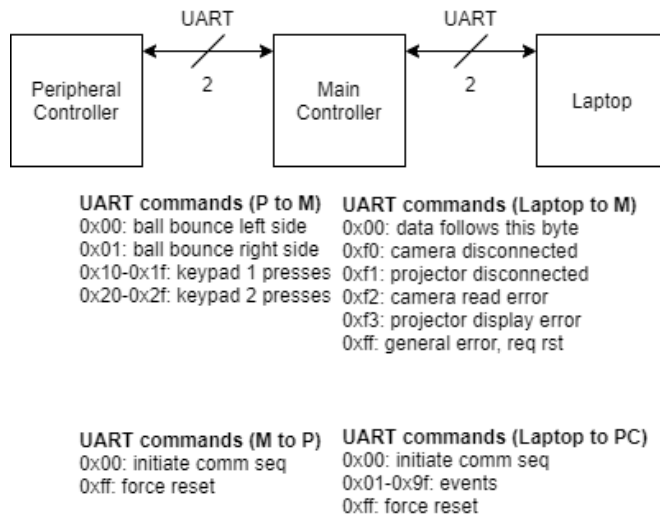 UART
UART
Peripheral
Controller
2
Main
Controller
2
Laptop
UART commands (P to M)
0x00: ball bounce left side
0x01: ball bounce right side
0x10-0x1f: keypad 1 presses
0x20-0x2f: keypad 2 presses
UART commands (Laptop to M)
0x00: data follows this byte
0xf0: camera disconnected
0xf1: projector disconnected
0xf2: camera read error
0xf3: projector display error
0xff: general error, req rst
UART commands (M to P)
0x00: initiate comm seq
0xff: force reset
UART commands (Laptop to PC)
0x00: initiate comm seq
0x01-0x9f: events
0xff: force reset